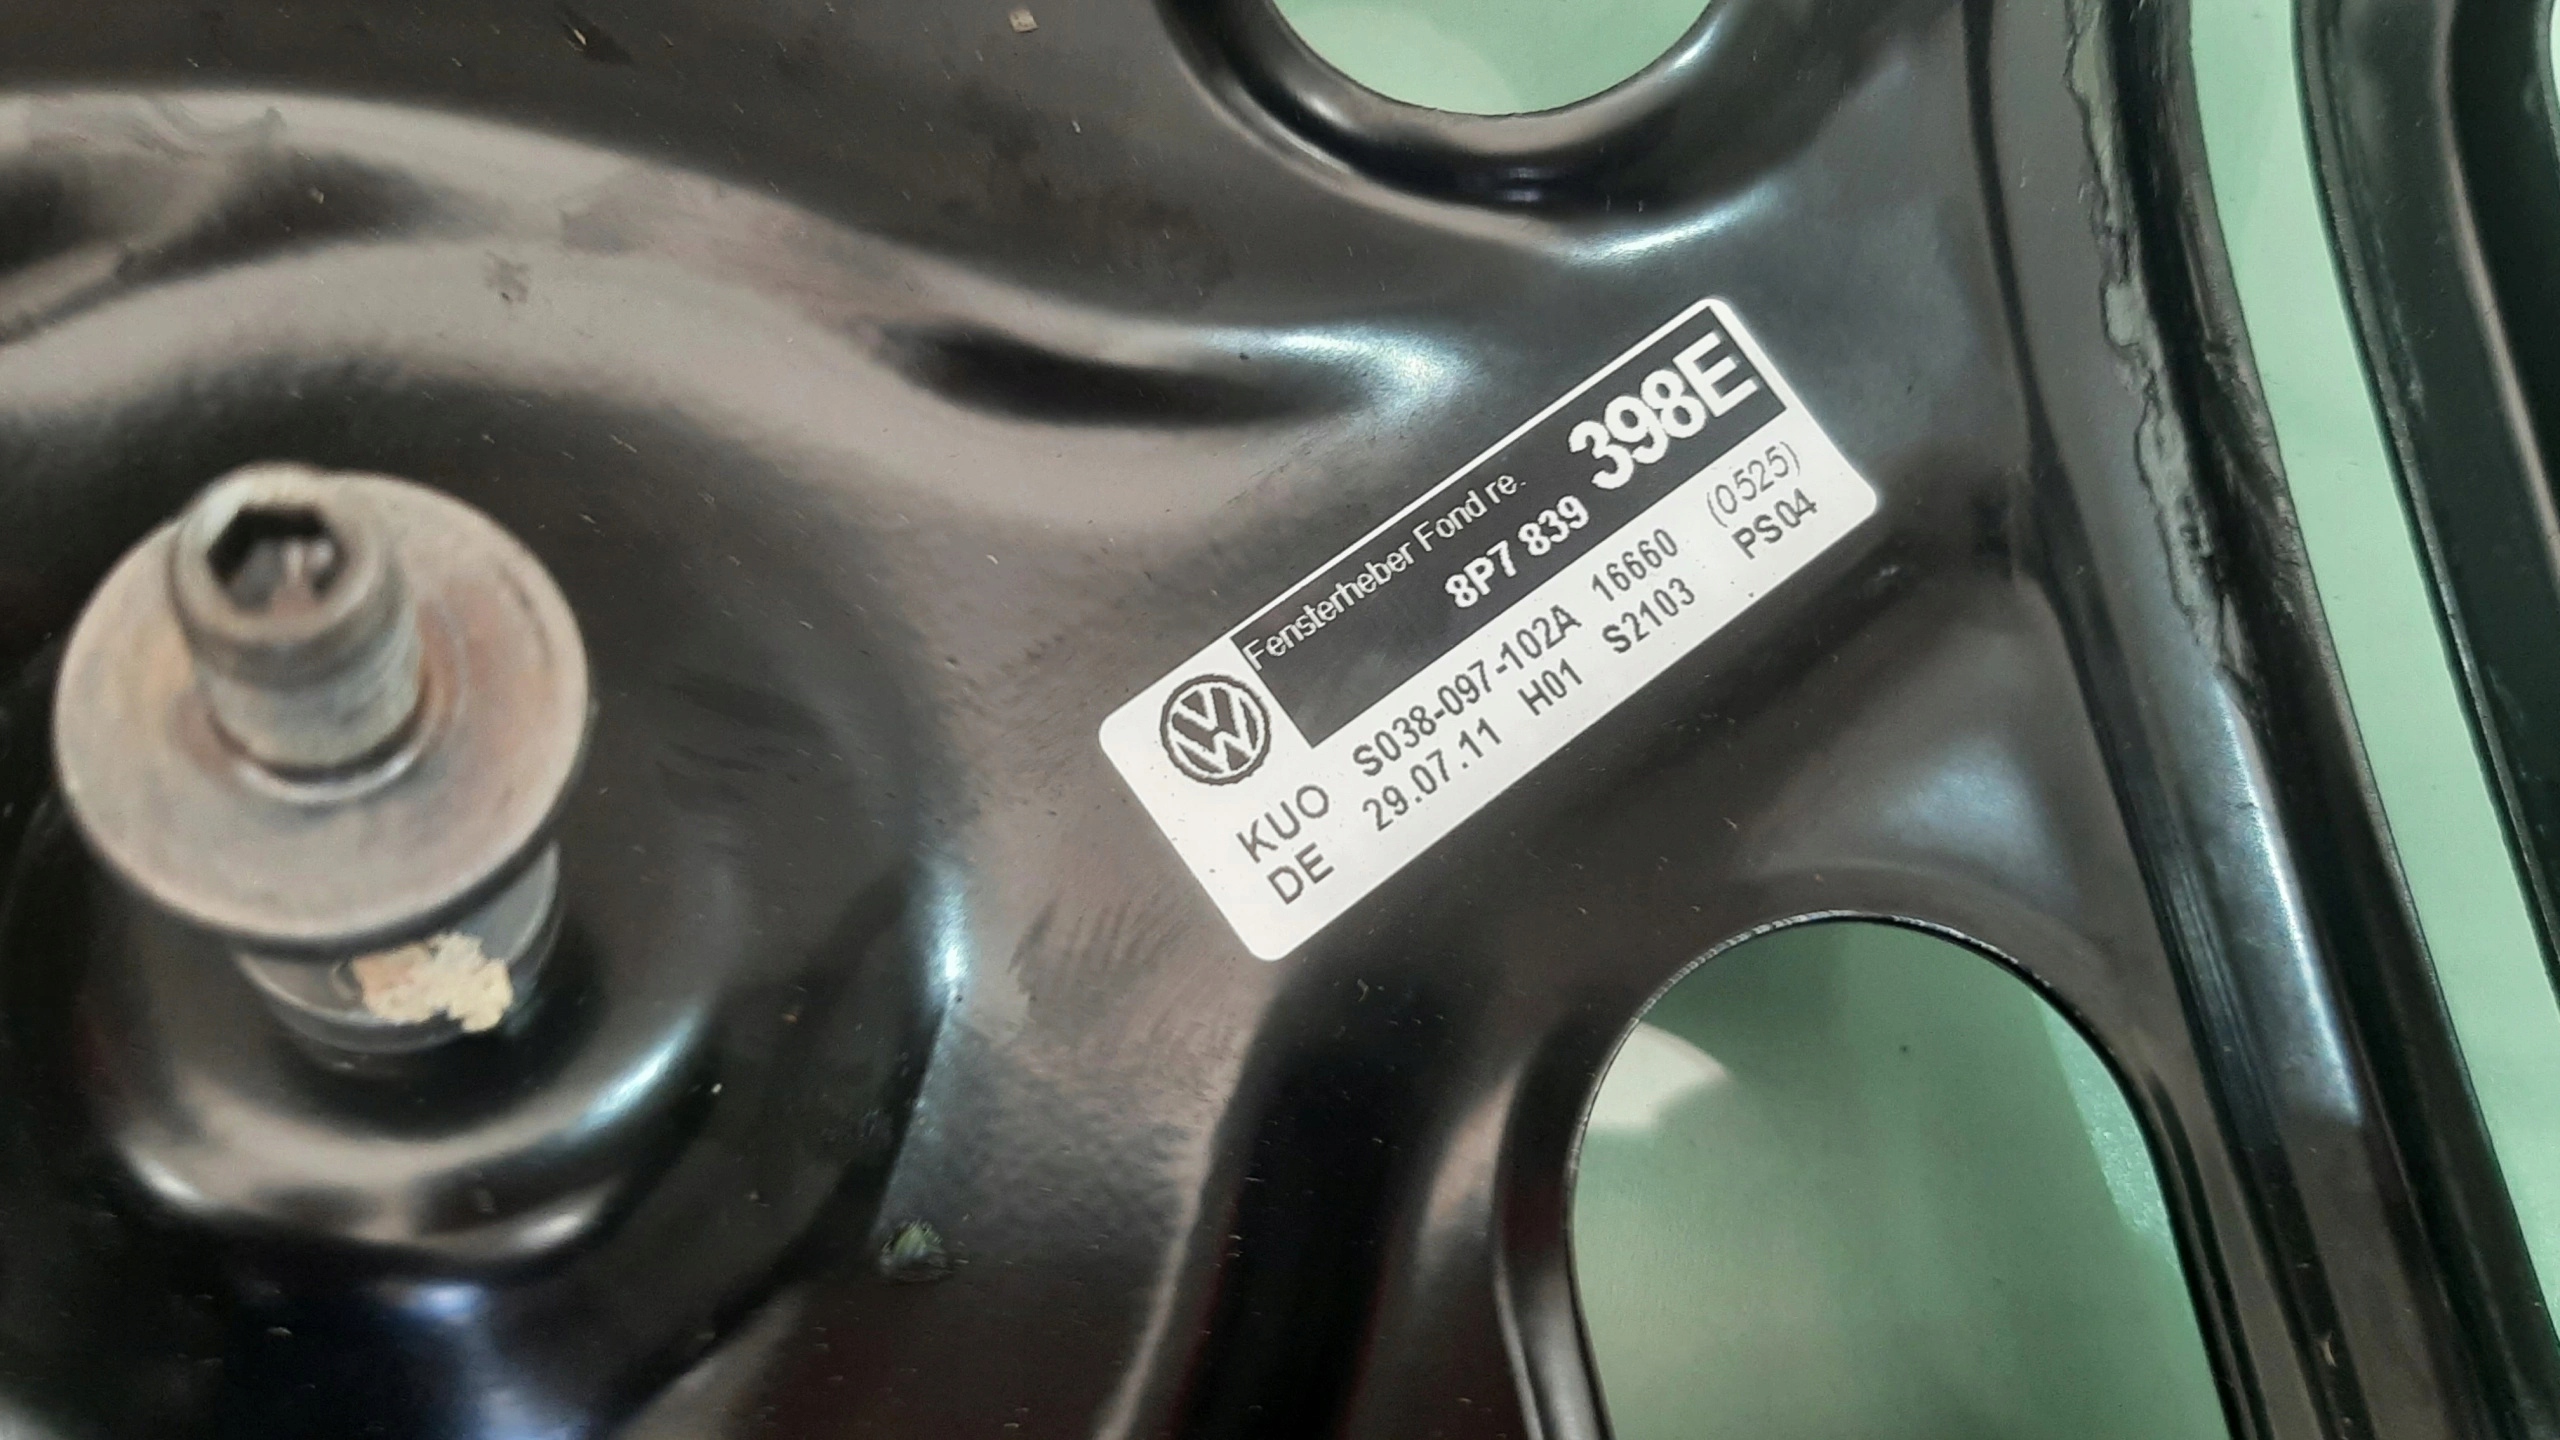 Fensterheber Fond re.
8P7 839 398E
KUO S038-097-102A 16660 (0525)
DE 29.07.11 H01 S2103 PS04